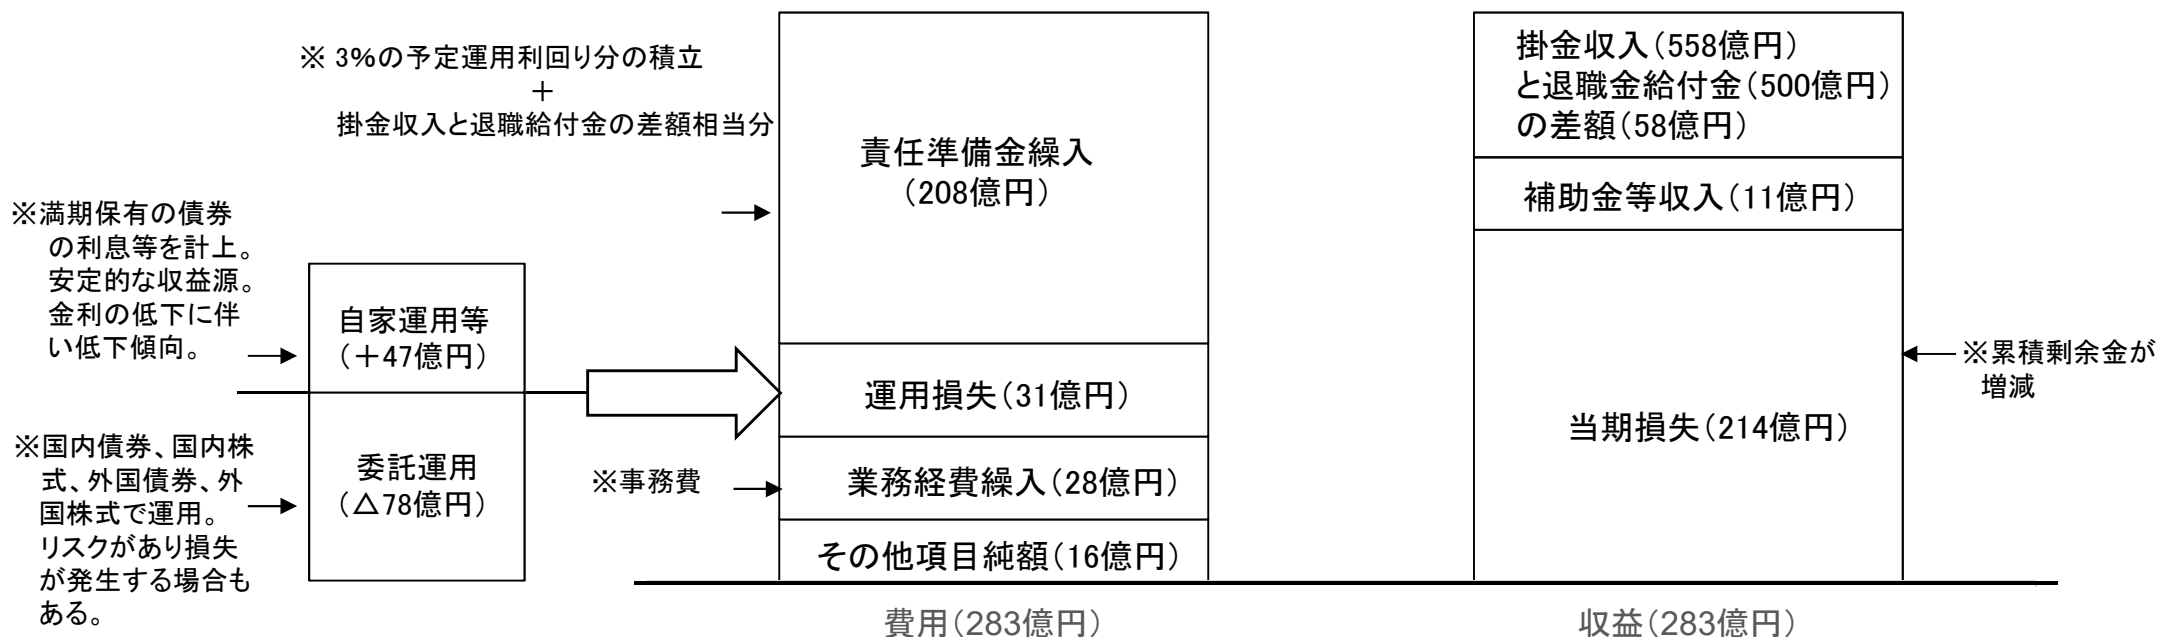 ※ 3%の予定運用利回り分の積立
＋
掛金収入と退職給付金の差額相当分
※満期保有の債券
の利息等を計上。
安定的な収益源。
金利の低下に伴
い低下傾向。
自家運用等
（＋47億円）
委託運用
（△78億円）
※国内債券、国内株
式、外国債券、外
国株式で運用。
リスクがあり損失
が発生する場合も
ある。
責任準備金繰入
（208億円）
運用損失（31億円）
※事務費
業務経費繰入（28億円）
その他項目純額（16億円）
費用（283億円）
掛金収入（558億円）
と退職金給付金（500億円）
の差額（58億円）
補助金等収入（11億円）
当期損失（214億円）
※累積剰余金が
増減
収益（283億円）